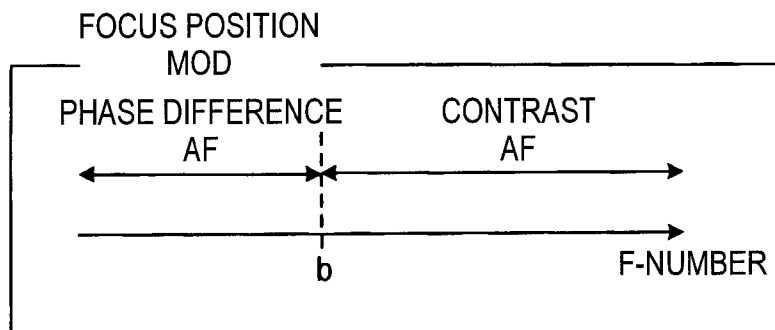 FOCUS POSITION
MOD
PHASE DIFFERENCE
AF
CONTRAST
AF
b
F-NUMBER